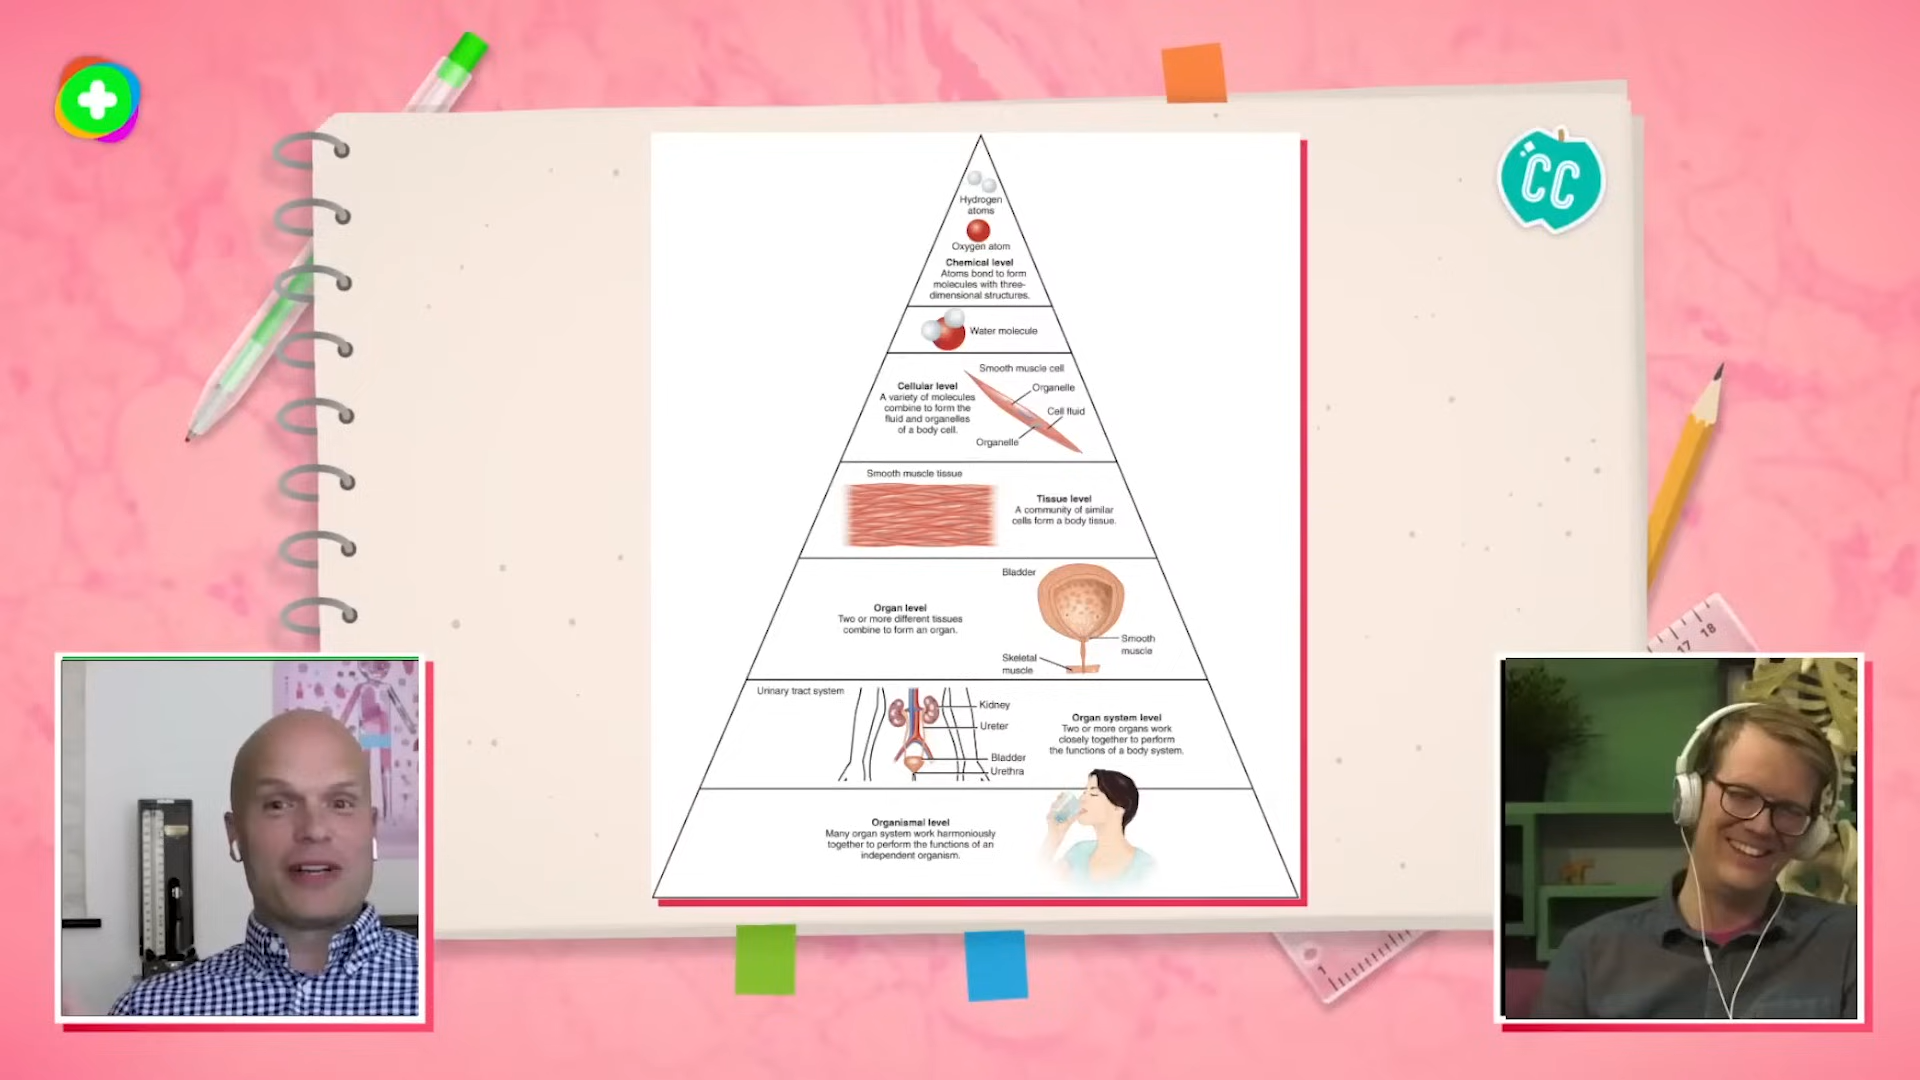 CC
Hydrogen
atoms
Oxygen atom
Chemical level
Atoms bond to form
molecules with three-
dimensional structures.
Water molecule
Smooth muscle cell
Organelle
Cell fluid
Organelle
Cellular level
A variety of molecules
combine to form the
fluid and organelles
of a body cell.
Smooth muscle tissue
Tissue level
A community of similar
cells form a body tissue.
Bladder
Organ level
Two or more different tissues
combine to form an organ.
Smooth
muscle
Skeletal
muscle
Urinary tract system
Kidney
Ureter
Bladder
Urethra
Organ system level
Two or more organs work
closely together to perform
the functions of a body system.
Organismal level
Many organ system work harmoniously
together to perform the functions of an
independent organism.
17 18
1